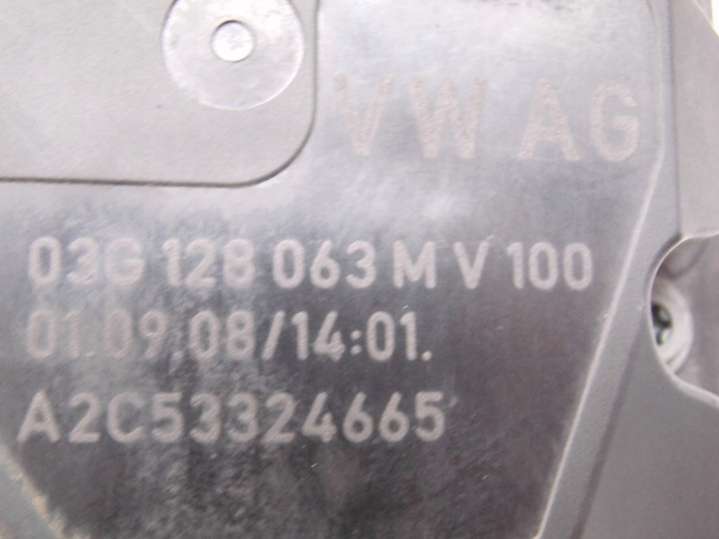 VW AG
03G 128 063 M V 100
01.09.08/14:01.
A2C53324665